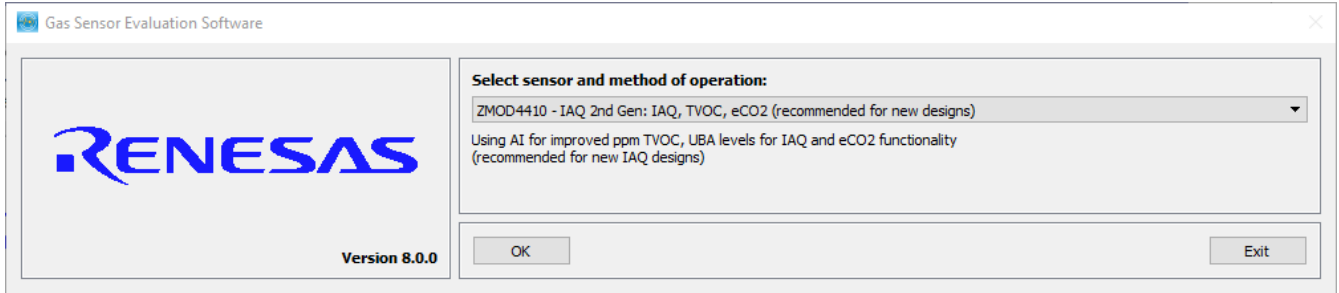 Gas Sensor Evaluation Software
RENESAS
Version 8.0.0
Select sensor and method of operation:
ZMOD4410 - IAQ 2nd Gen: IAQ, TVOC, eCO2 (recommended for new designs)
Using AI for improved ppm TVOC, UBA levels for IAQ and eCO2 functionality
(recommended for new IAQ designs)
OK
Exit